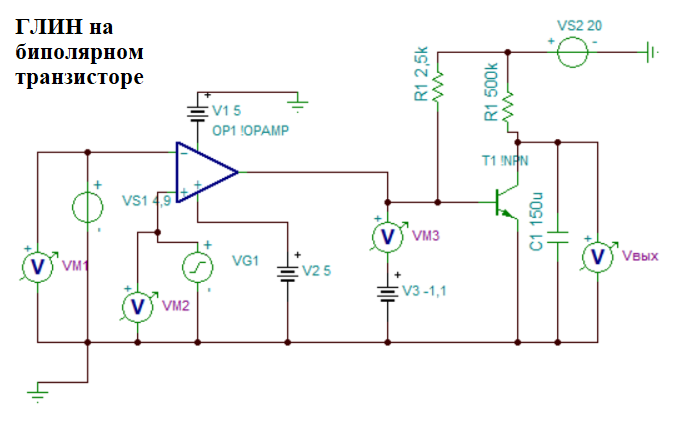 ГЛИН на
биполярном
транзисторе
VS2 20
+
-
R1 2,5k
R1 500k
+
V1 5
OP1 !OPAMP
T1 !NPN
-
+
+
+
VS1 4,9
+
-
+
V
VM1
+
V
VM2
+
-
VG1
+
V2 5
+
V
VM3
+
V3 -1,1
C1 150u
+
V
Vвых